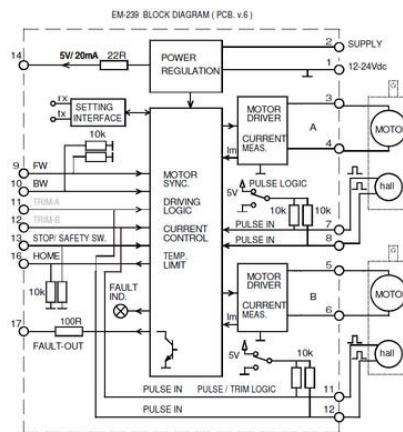 EM-239 BLOCK DIAGRAM ( PCB. v.6 )
14
5V/ 20mA
22R
POWER
REGULATION
2
SUPPLY
1
12-24Vdc
rx
tx
SETTING
INTERFACE
10k
MOTOR
DRIVER
CURRENT
MEAS.
A
Im
3
4
MOTO
G
hall
9
FW
10
BW
11
TRIM-A
12
TRIM-B
13
STOP/ SAFETY SW.
16
HOME
MOTOR
SYNC.
DRIVING
LOGIC
CURRENT
CONTROL
TEMP.
LIMIT
5V
PULSE LOGIC
10k
10k
PULSE IN
7
PULSE IN
8
10k
FAULT
IND.
17
100R
FAULT-OUT
MOTOR
DRIVER
CURRENT
MEAS.
B
Im
5
6
G
MOTO
hall
5V
10k
PULSE IN
PULSE / TRIM LOGIC
11
PULSE IN
12